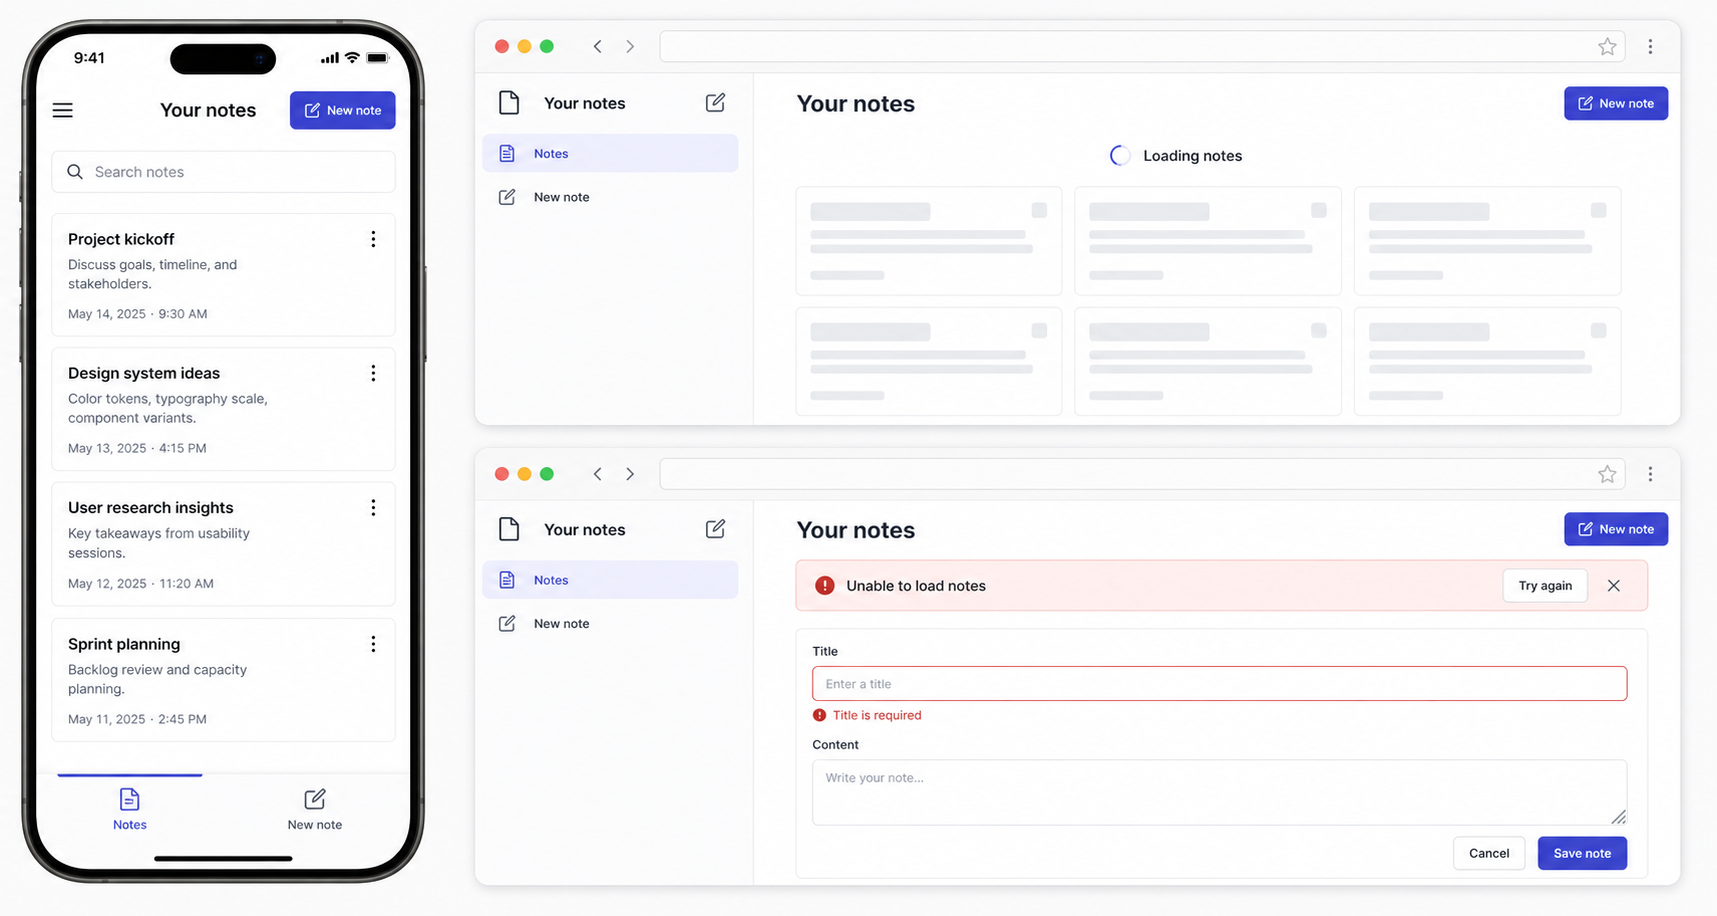 9:41
Your notes
New note
Search notes
Project kickoff
Discuss goals, timeline, and
stakeholders.
May 14, 2025 · 9:30 AM
Design system ideas
Color tokens, typography scale,
component variants.
May 13, 2025 · 4:15 PM
User research insights
Key takeaways from usability
sessions.
May 12, 2025 · 11:20 AM
Sprint planning
Backlog review and capacity
planning.
May 11, 2025 · 2:45 PM
Notes
New note
Your notes
Notes
New note
Your notes
New note
Loading notes
Your notes
Notes
New note
Your notes
New note
Unable to load notes
Try again
Title
Enter a title
Title is required
Content
Write your note...
Cancel
Save note